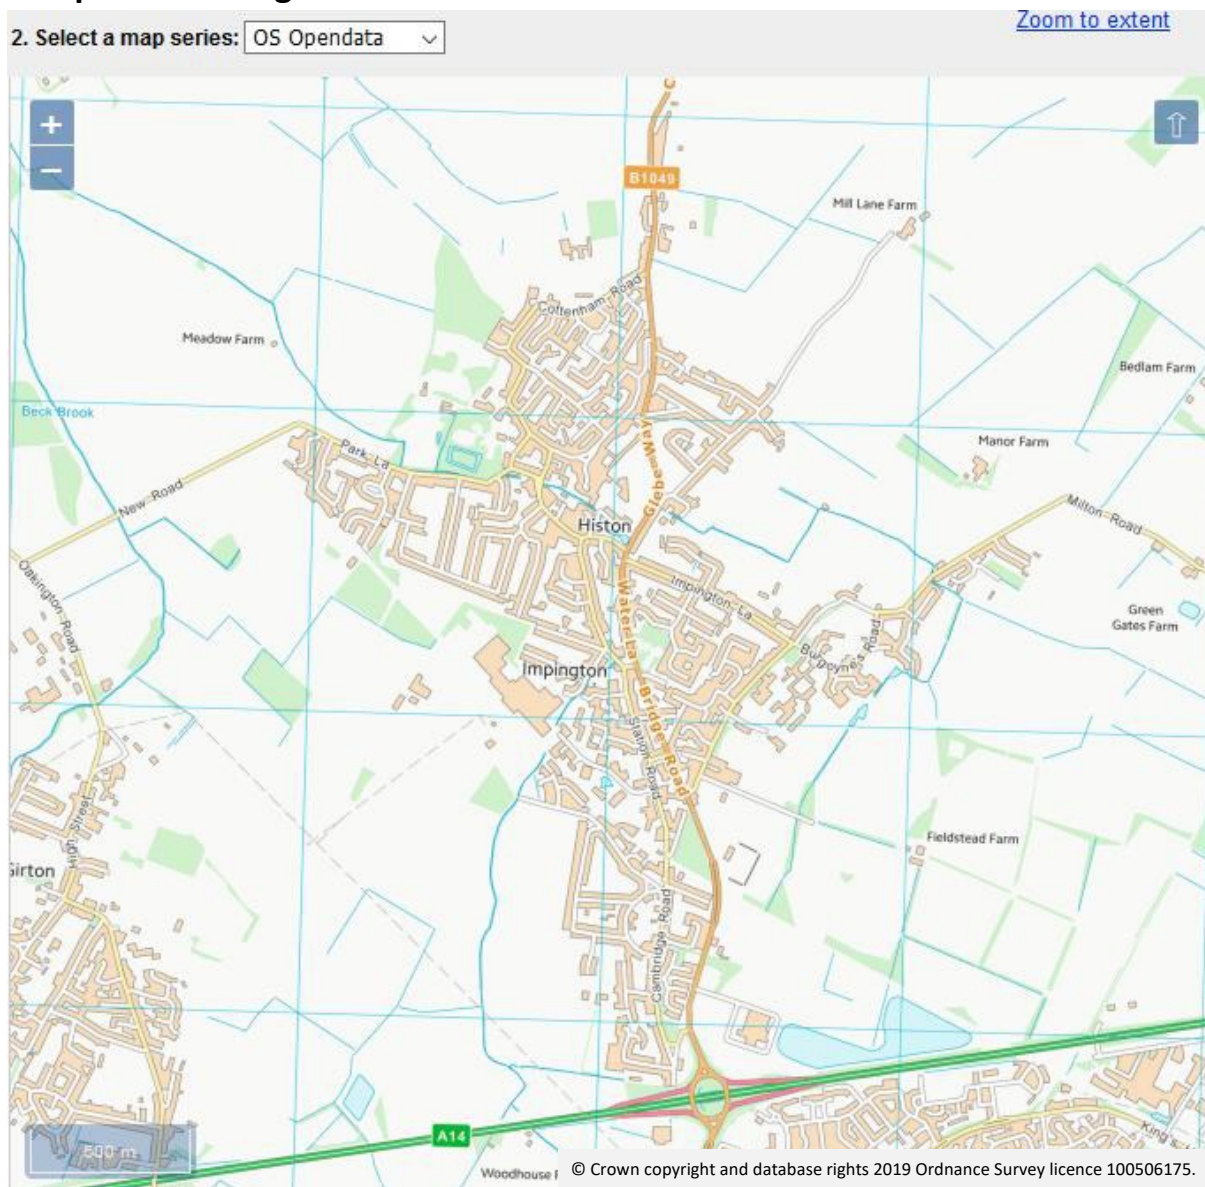 Zoom to extent
2. Select a map series: OS Opendata
+
−
B1049
Mill Lane Farm
Cottenham Road
Meadow Farm
Bedlam Farm
Beck Brook
Glebe Way
Manor Farm
Park La
New Road
Milton Road
Histon
Oakington Road
Impington La
Water La
Green
Gates Farm
Burgoyne's Road
Impington
Bridge Road
Station Road
High Street
Fieldstead Farm
Girton
Cambridge Road
A14
King's
500 m
Woodhouse F
© Crown copyright and database rights 2019 Ordnance Survey licence 100506175.